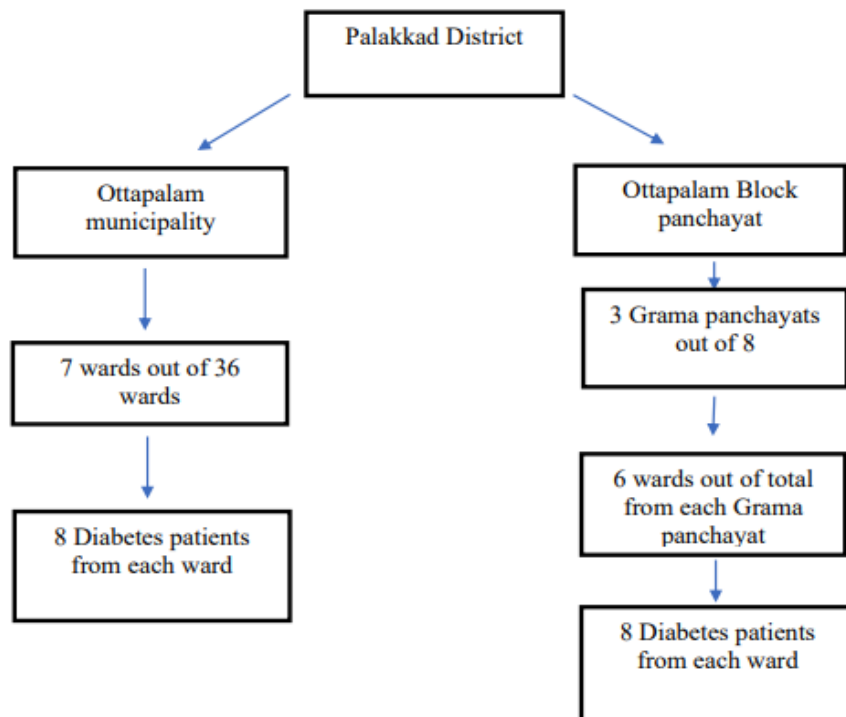 Palakkad District
Ottapalam
municipality
7 wards out of 36
wards
8 Diabetes patients
from each ward
Ottapalam Block
panchayat
3 Grama panchayats
out of 8
6 wards out of total
from each Grama
panchayat
8 Diabetes patients
from each ward